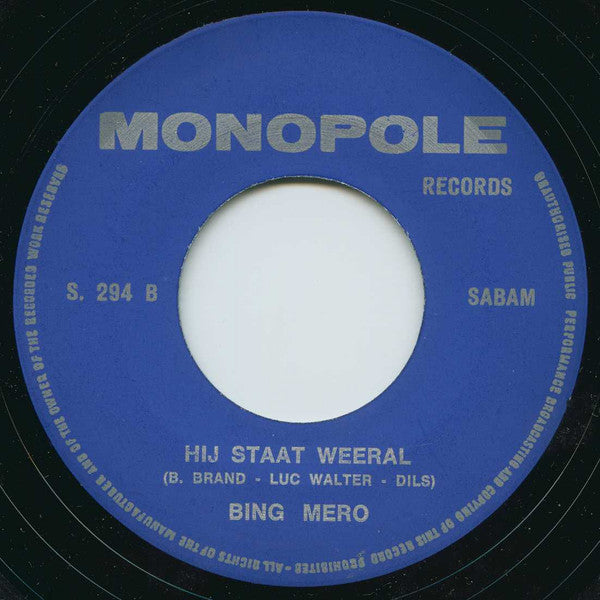 MONOPOLE
RECORDS
S. 294 B
SABAM
HIJ STAAT WEERAL
(B. BRAND - LUC WALTER - DILS)
BING MERO
UNAUTHORISED PUBLIC PERFORMANCE BROADCASTING AND COPYING OF THIS RECORD PROHIBITED - ALL RIGHTS OF THE MANUFACTURER AND OF THE OWNER OF THE RECORDED WORK RESERVED